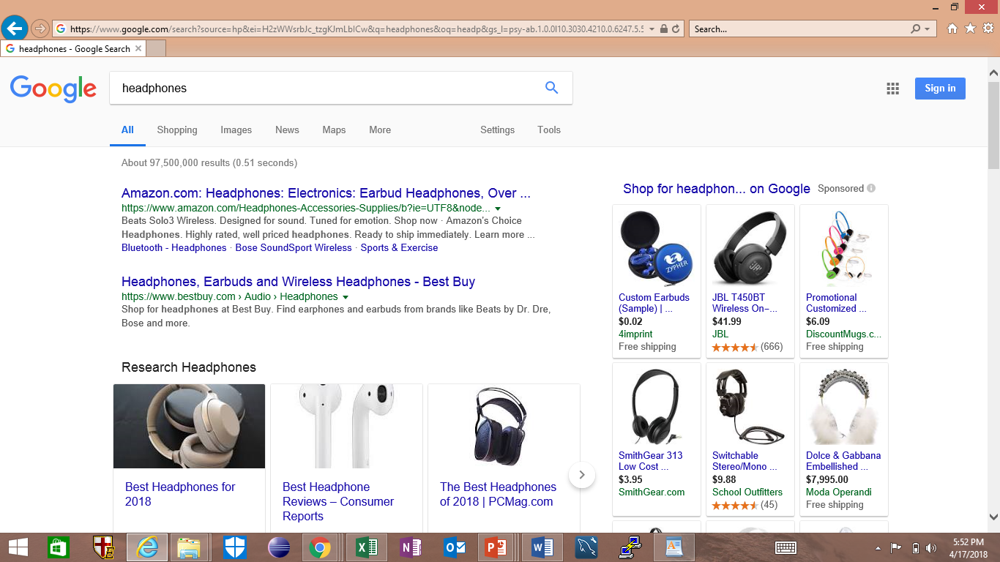 https://www.google.com/search?source=hp&ei=H2zWWsrbJc_tzgKJmLbICw&q=headphones&oq=headp&gs_l=psy-ab.1.0.0l10.3030.4210.0.6247.5.5
Search...
headphones - Google Search
Google
headphones
Sign in
All Shopping Images News Maps More Settings Tools
About 97,500,000 results (0.51 seconds)
Amazon.com: Headphones: Electronics: Earbud Headphones, Over ...
https://www.amazon.com/Headphones-Accessories-Supplies/b?ie=UTF8&node...
Beats Solo3 Wireless. Designed for sound. Tuned for emotion. Shop now · Amazon's Choice
Headphones. Highly rated, well priced headphones. Ready to ship immediately. Learn more ...
Bluetooth - Headphones · Bose SoundSport Wireless · Sports & Exercise
Headphones, Earbuds and Wireless Headphones - Best Buy
https://www.bestbuy.com › Audio › Headphones
Shop for headphones at Best Buy. Find earphones and earbuds from brands like Beats by Dr. Dre,
Bose and more.
Research Headphones
Best Headphones for
2018
Best Headphone
Reviews – Consumer
Reports
The Best Headphones
of 2018 | PCMag.com
Shop for headphon... on Google Sponsored
ZYPHER
Custom Earbuds
(Sample) | ...
$0.02
4imprint
Free shipping
JBL
JBL T450BT
Wireless On–...
$41.99
JBL
(666)
Promotional
Customized ...
$6.09
DiscountMugs.c...
Free shipping
SmithGear 313
Low Cost ...
$3.95
SmithGear.com
Switchable
Stereo/Mono ...
$9.88
School Outfitters
(45)
Dolce & Gabbana
Embellished ...
$7,995.00
Moda Operandi
Free shipping
5:52 PM
4/17/2018